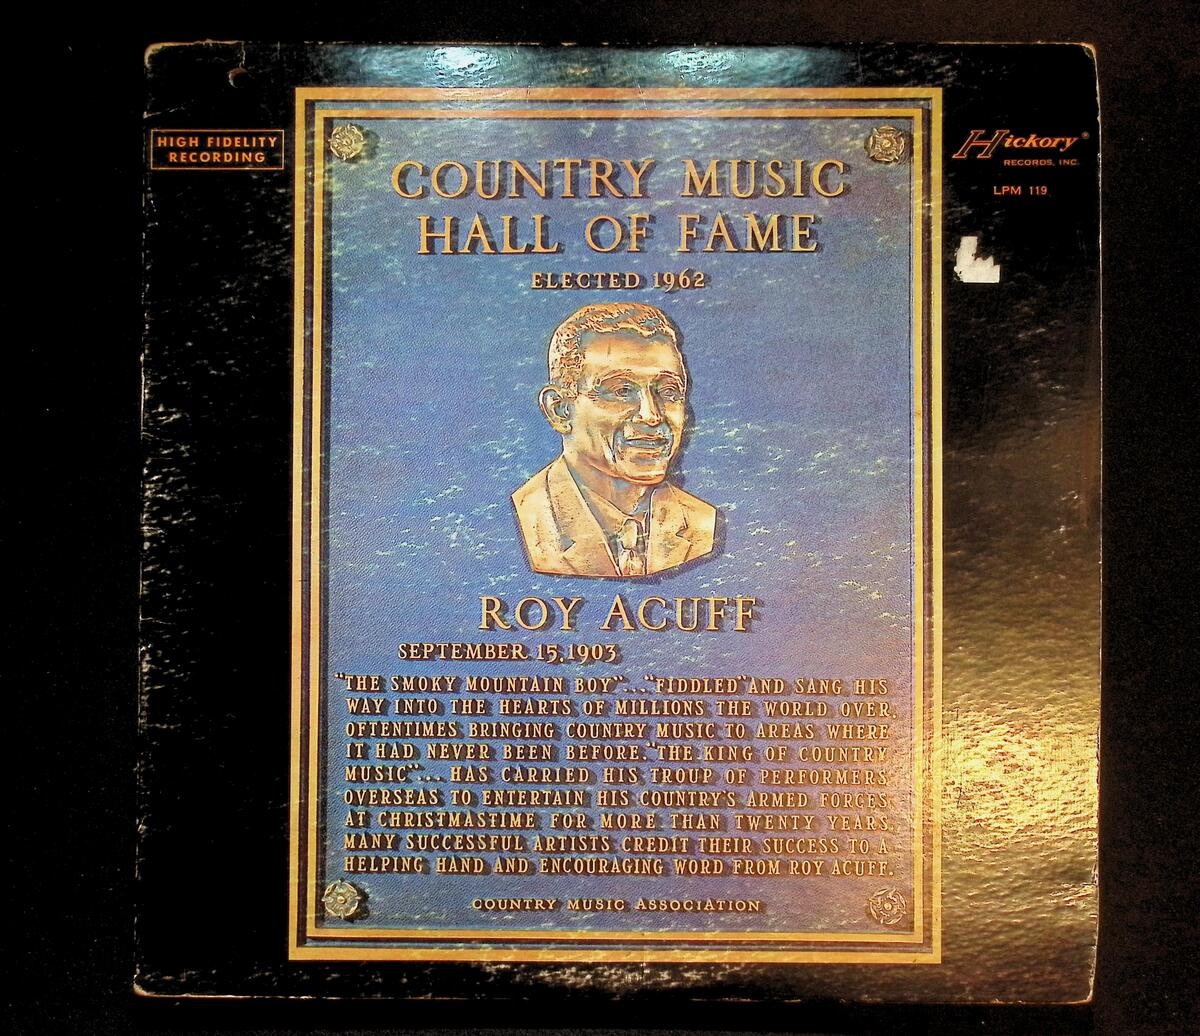 HIGH FIDELITY
RECORDING
Hickory®
RECORDS, INC.
LPM 119
COUNTRY MUSIC
HALL OF FAME
ELECTED 1962
ROY ACUFF
SEPTEMBER 15, 1903
"THE SMOKY MOUNTAIN BOY"..."FIDDLED" AND SANG HIS
WAY INTO THE HEARTS OF MILLIONS THE WORLD OVER,
OFTENTIMES BRINGING COUNTRY MUSIC TO AREAS WHERE
IT HAD NEVER BEEN BEFORE. "THE KING OF COUNTRY
MUSIC"... HAS CARRIED HIS TROUP OF PERFORMERS
OVERSEAS TO ENTERTAIN HIS COUNTRY'S ARMED FORCES
AT CHRISTMASTIME FOR MORE THAN TWENTY YEARS.
MANY SUCCESSFUL ARTISTS CREDIT THEIR SUCCESS TO A
HELPING HAND AND ENCOURAGING WORD FROM ROY ACUFF.
COUNTRY MUSIC ASSOCIATION